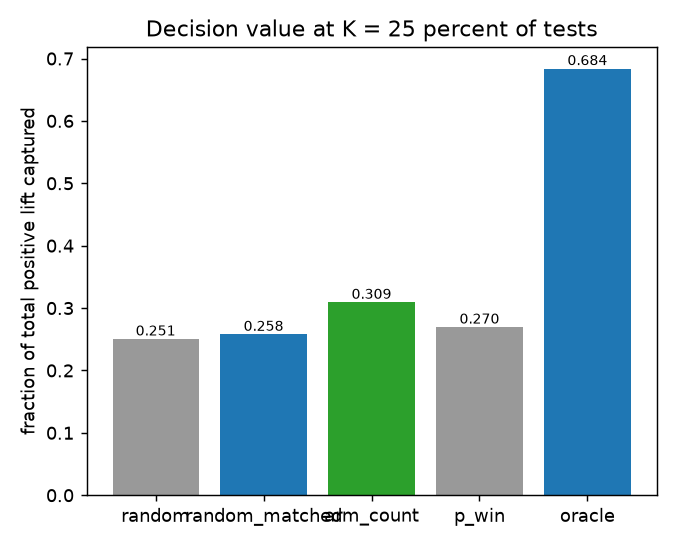 Decision value at K = 25 percent of tests
fraction of total positive lift captured
0.7
0.6
0.5
0.4
0.3
0.2
0.1
0.0
0.251
0.258
0.309
0.270
0.684
random
random_matched
arm_count
p_win
oracle